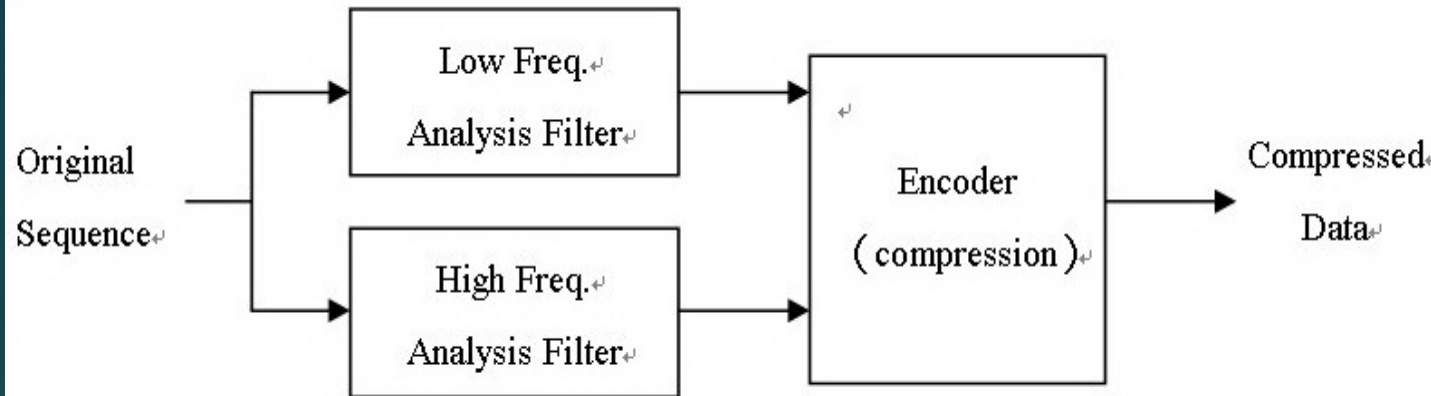 Original
Sequence
Low Freq.
Analysis Filter
High Freq.
Analysis Filter
Encoder
(compression)
Compressed
Data